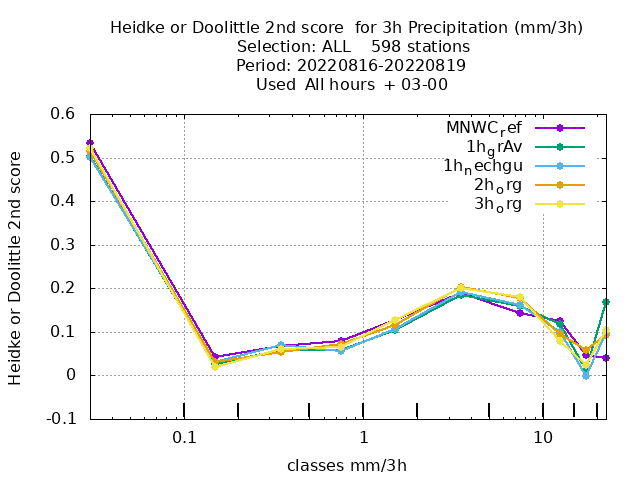 Heidke or Doolittle 2nd score  for 3h Precipitation (mm/3h)
Selection: ALL    598 stations
Period: 20220816-20220819
Used  All hours  + 03-00
0.6
0.5
0.4
0.3
0.2
0.1
0
-0.1
Heidke or Doolittle 2nd score
MNWC_ref
1h_grAv
1h_nechgu
2h_org
3h_org
0.1
1
10
classes mm/3h